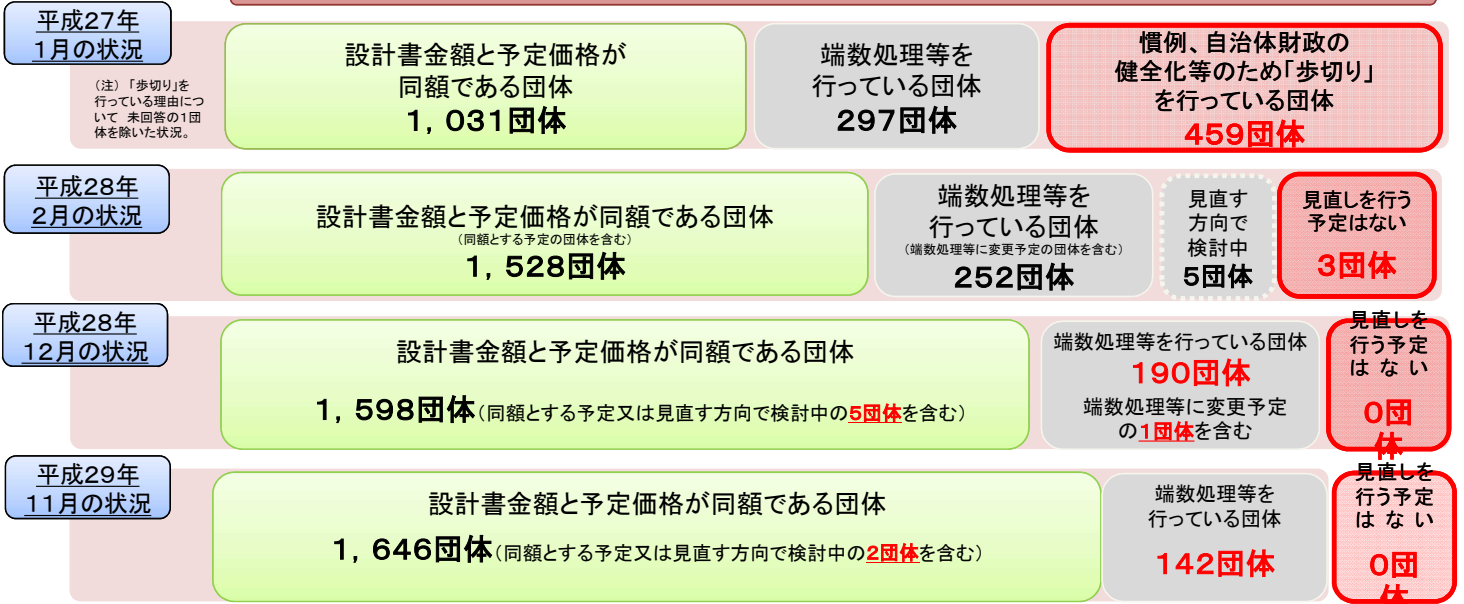 平成27年
1月の状況
(注)「歩切り」を
行っている理由につ
いて 未回答の1団
体を除いた状況。
設計書金額と予定価格が
同額である団体
1,031団体
端数処理等を
行っている団体
297団体
慣例、自治体財政の
健全化等のため「歩切り」
を行っている団体
459団体
平成28年
2月の状況
設計書金額と予定価格が同額である団体
(同額とする予定の団体を含む)
1,528団体
端数処理等を
行っている団体
(端数処理等に変更予定の団体を含む)
252団体
見直す
方向で
検討中
5団体
見直しを行う
予定はない
3団体
平成28年
12月の状況
設計書金額と予定価格が同額である団体
1,598団体(同額とする予定又は見直す方向で検討中の5団体を含む)
端数処理等を行っている団体
190団体
端数処理等に変更予定
の1団体を含む
見直しを
行う予定
は な い
0団
体
平成29年
11月の状況
設計書金額と予定価格が同額である団体
1,646団体(同額とする予定又は見直す方向で検討中の2団体を含む)
端数処理等を
行っている団体
142団体
見直しを
行う予定
は な い
0団
体